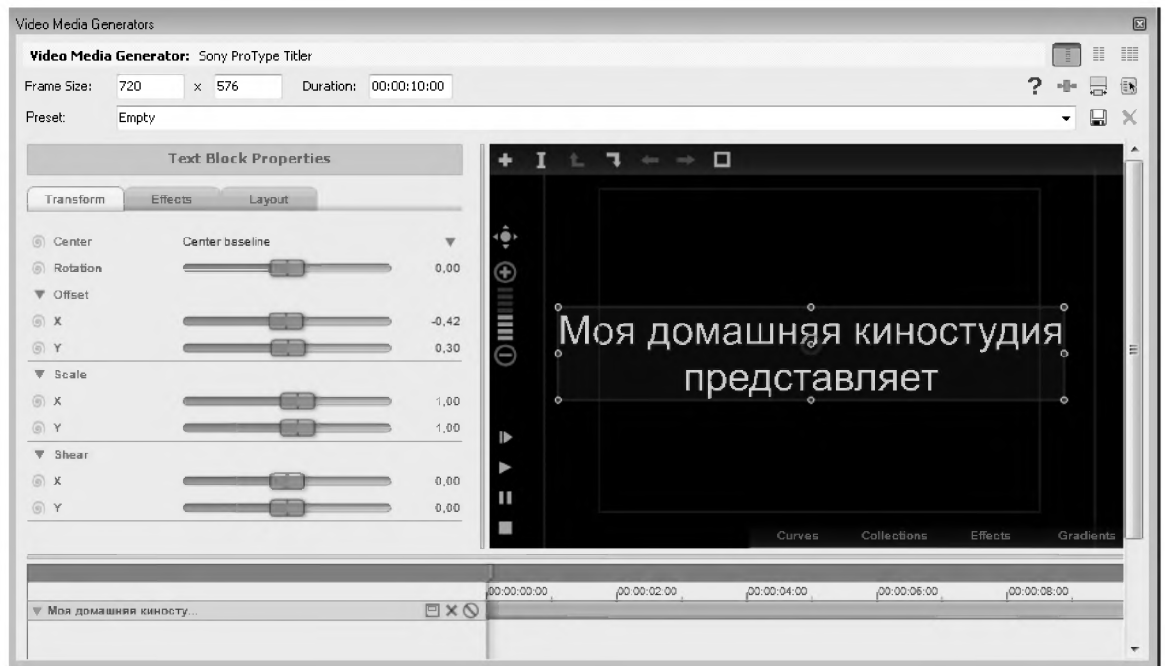 Video Media Generators
Video Media Generator: Sony ProType Titler
Frame Size: 720 x 576 Duration: 00:00:10:00 ?
Preset: Empty
Text Block Properties
Transform Effects Layout
Center Center baseline
Rotation 0,00
Offset
X -0,42
Y 0,30
Scale
X 1,00
Y 1,00
Shear
X 0,00
Y 0,00
Моя домашняя киностудия
представляет
Curves Collections Effects Gradients
00:00:00:00 00:00:02:00 00:00:04:00 00:00:06:00 00:00:08:00
Моя домашняя киносту...